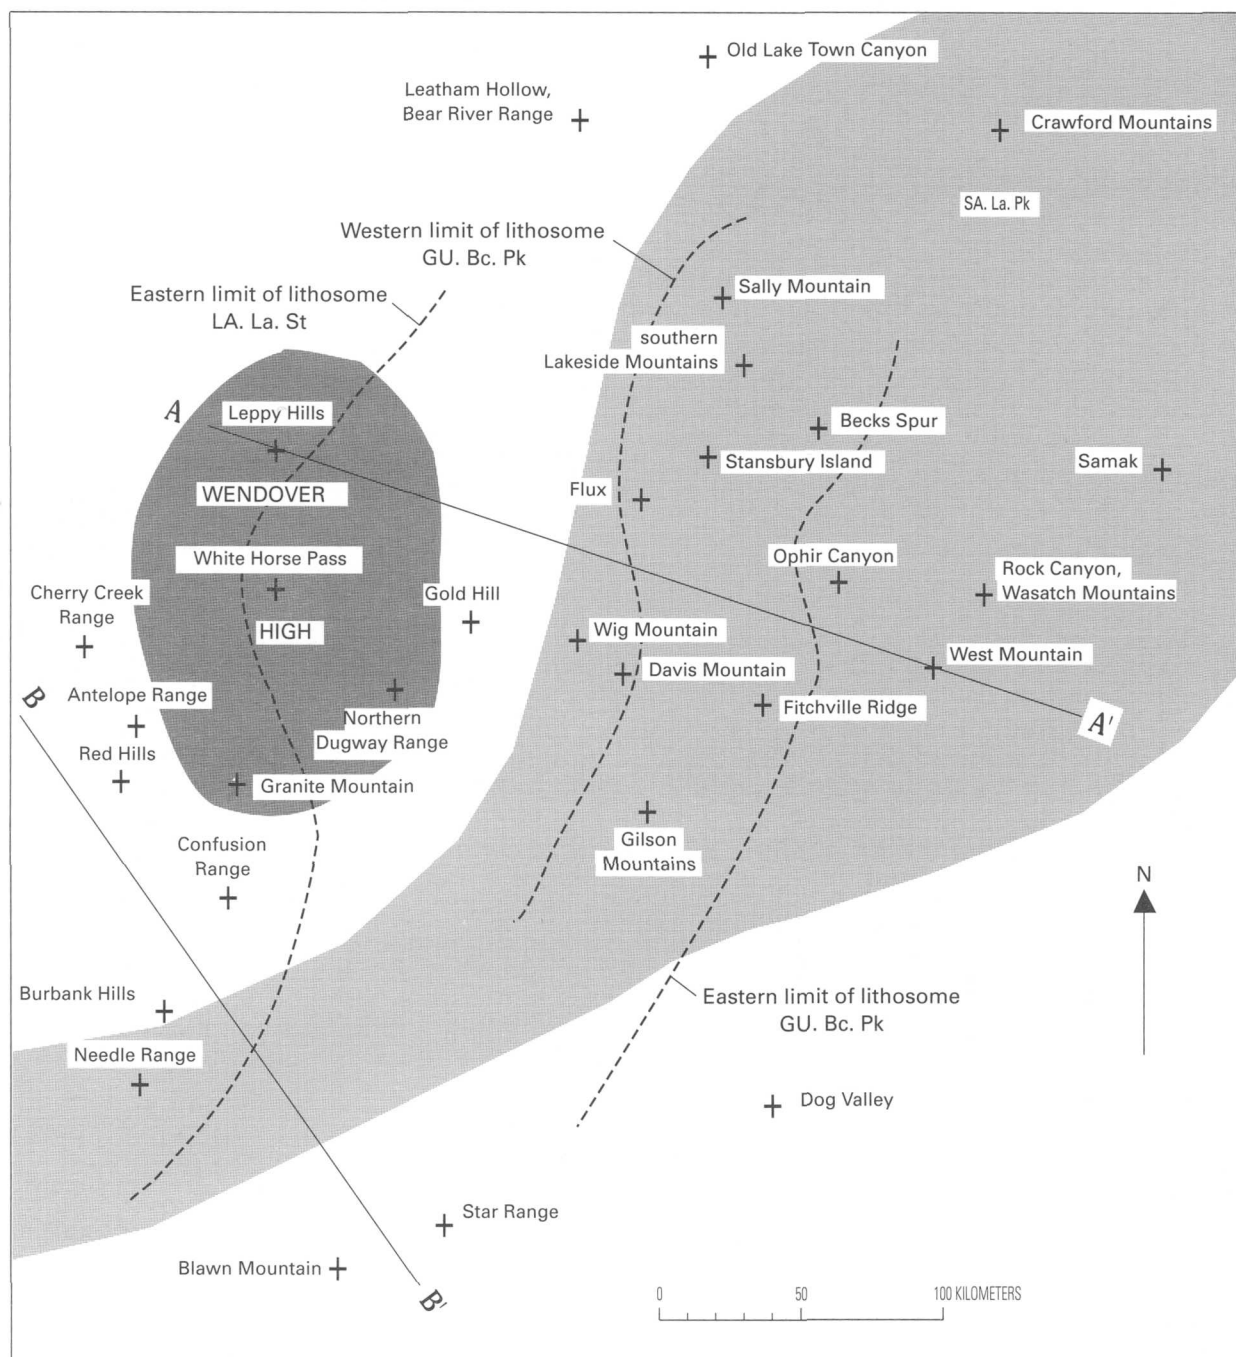 Old Lake Town Canyon
Leatham Hollow,
Bear River Range
Crawford Mountains
SA. La. Pk
Western limit of lithosome
GU. Bc. Pk
Eastern limit of lithosome
LA. La. St
Sally Mountain
southern
Lakeside Mountains
A
Leppy Hills
Becks Spur
Stansbury Island
Samak
Flux
WENDOVER
White Horse Pass
Ophir Canyon
Rock Canyon,
Wasatch Mountains
Cherry Creek
Range
Gold Hill
HIGH
Wig Mountain
West Mountain
Davis Mountain
B
Antelope Range
Fitchville Ridge
A'
Northern
Dugway Range
Red Hills
Granite Mountain
Gilson
Mountains
Confusion
Range
N
Burbank Hills
Eastern limit of lithosome
GU. Bc. Pk
Needle Range
Dog Valley
Star Range
Blawn Mountain
B'
0 50 100 KILOMETERS